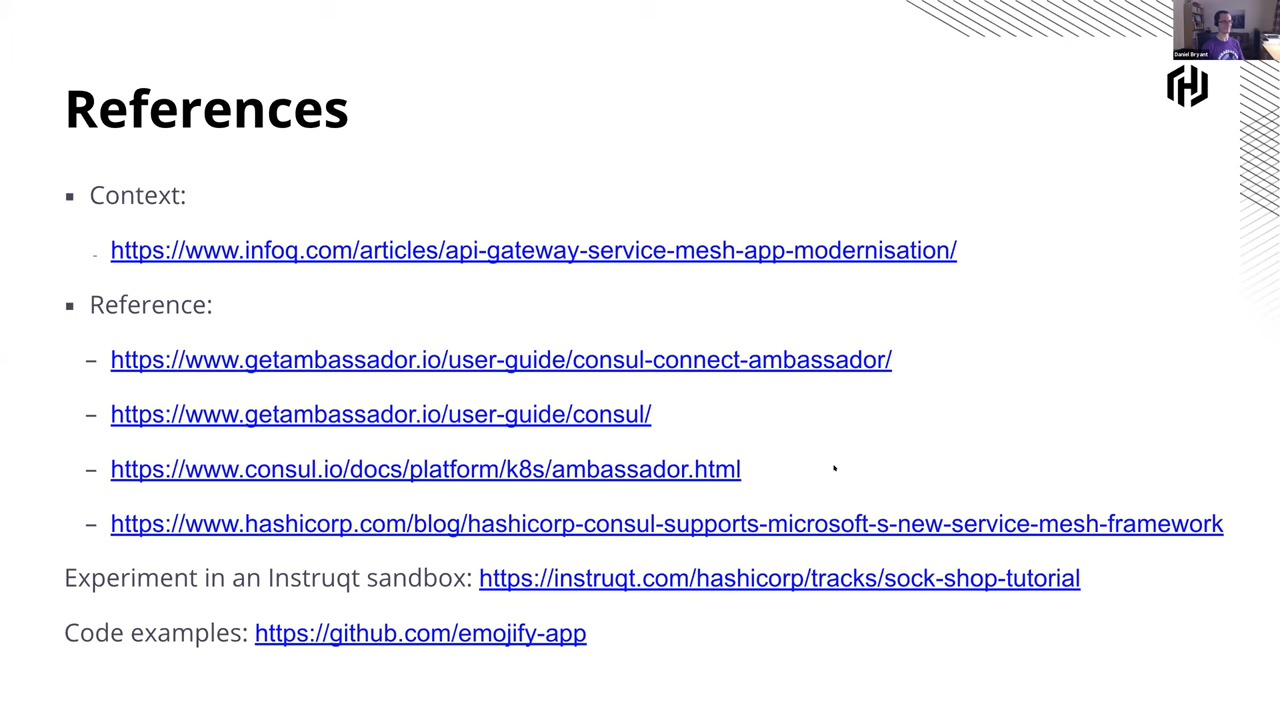 Daniel Bryant
References
▪ Context:
- https://www.infoq.com/articles/api-gateway-service-mesh-app-modernisation/
▪ Reference:
– https://www.getambassador.io/user-guide/consul-connect-ambassador/
– https://www.getambassador.io/user-guide/consul/
– https://www.consul.io/docs/platform/k8s/ambassador.html
– https://www.hashicorp.com/blog/hashicorp-consul-supports-microsoft-s-new-service-mesh-framework
Experiment in an Instruqt sandbox: https://instruqt.com/hashicorp/tracks/sock-shop-tutorial
Code examples: https://github.com/emojify-app